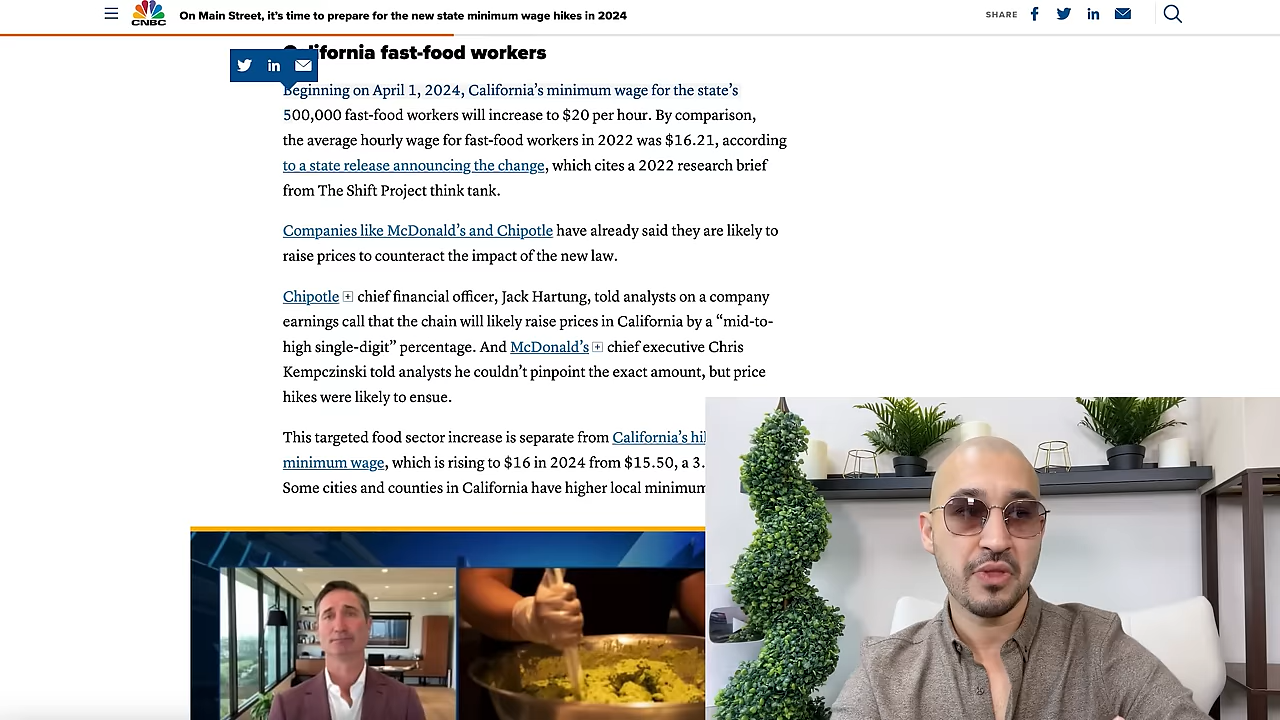 CNBC
On Main Street, it’s time to prepare for the new state minimum wage hikes in 2024
SHARE
California fast-food workers
Beginning on April 1, 2024, California’s minimum wage for the state’s
500,000 fast-food workers will increase to $20 per hour. By comparison,
the average hourly wage for fast-food workers in 2022 was $16.21, according
to a state release announcing the change, which cites a 2022 research brief
from The Shift Project think tank.
Companies like McDonald’s and Chipotle have already said they are likely to
raise prices to counteract the impact of the new law.
Chipotle chief financial officer, Jack Hartung, told analysts on a company
earnings call that the chain will likely raise prices in California by a “mid-to-
high single-digit” percentage. And McDonald’s chief executive Chris
Kempczinski told analysts he couldn’t pinpoint the exact amount, but price
hikes were likely to ensue.
This targeted food sector increase is separate from California’s
minimum wage, which is rising to $16 in 2024 from $15.50, a 3.
Some cities and counties in California have higher local minimum